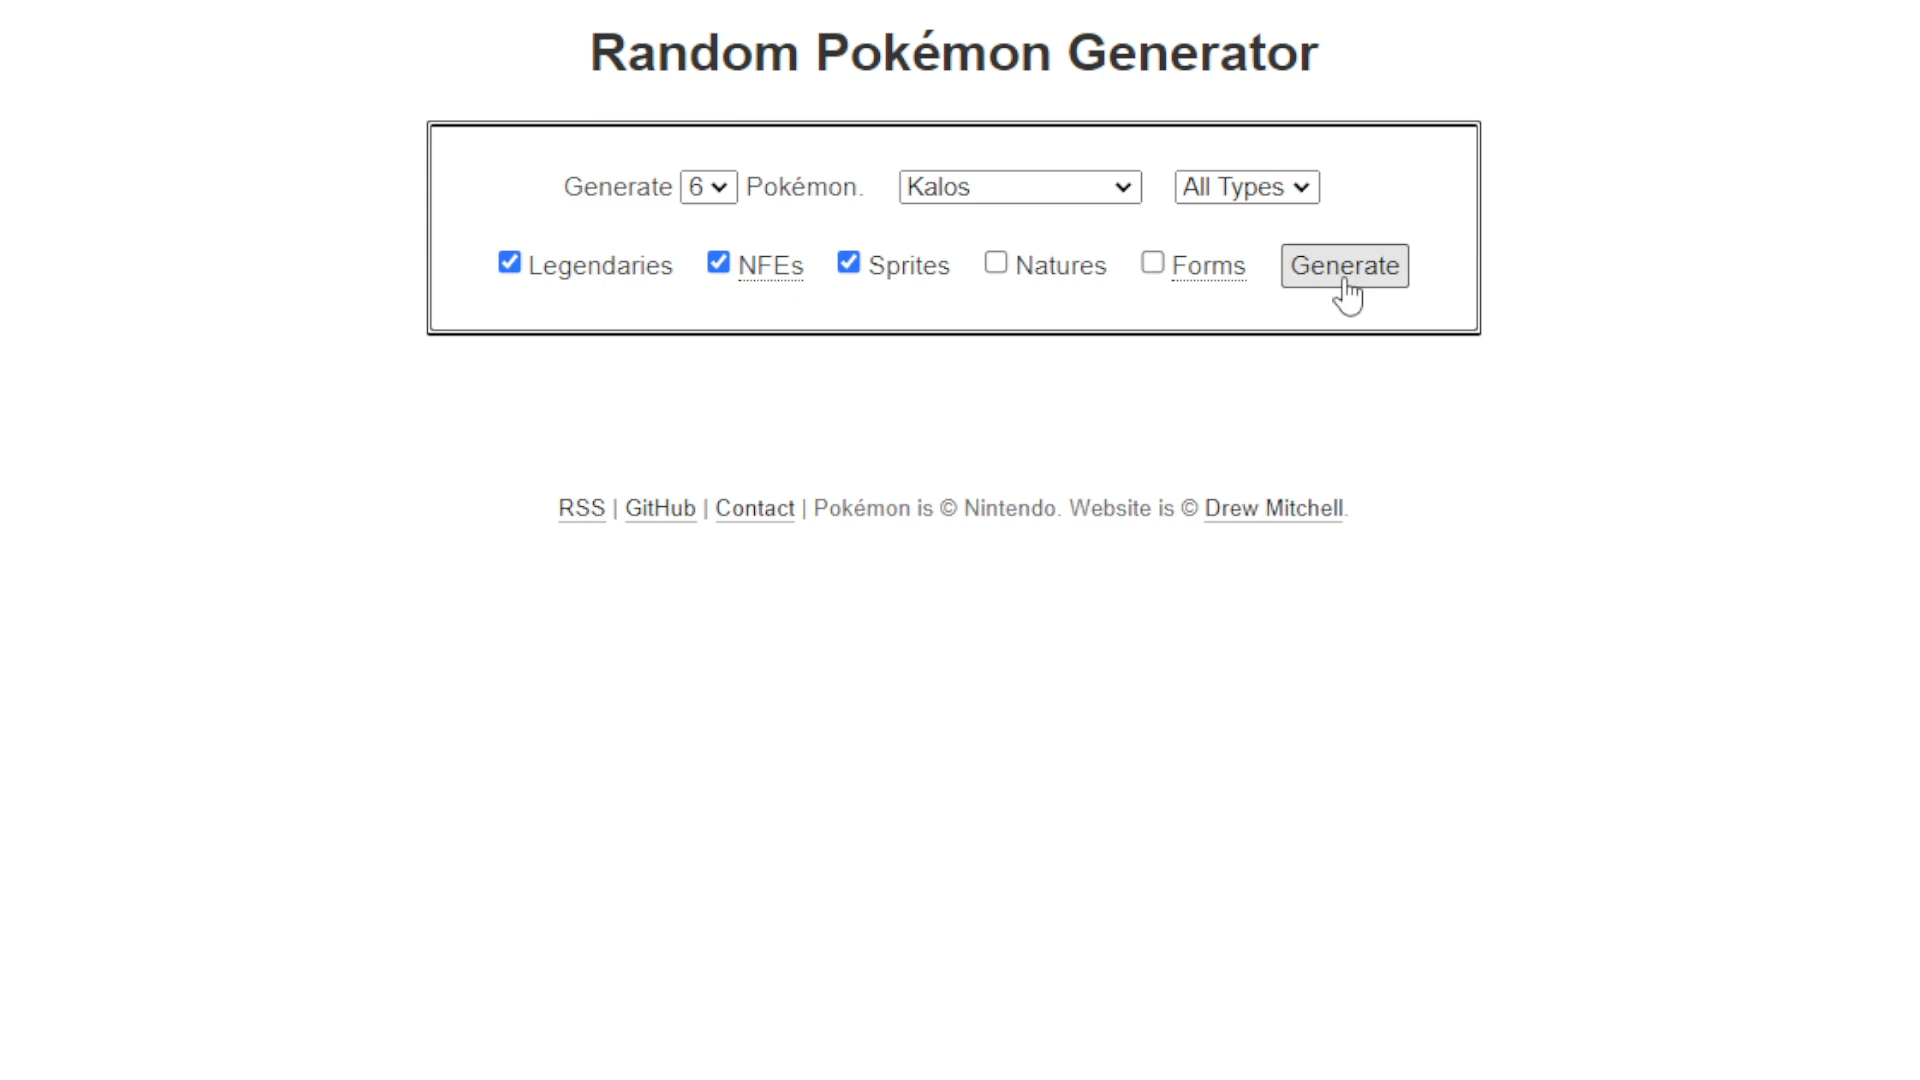 Random Pokémon Generator
Generate 6 Pokémon. Kalos All Types
Legendaries NFEs Sprites Natures Forms Generate
RSS | GitHub | Contact | Pokémon is © Nintendo. Website is © Drew Mitchell.